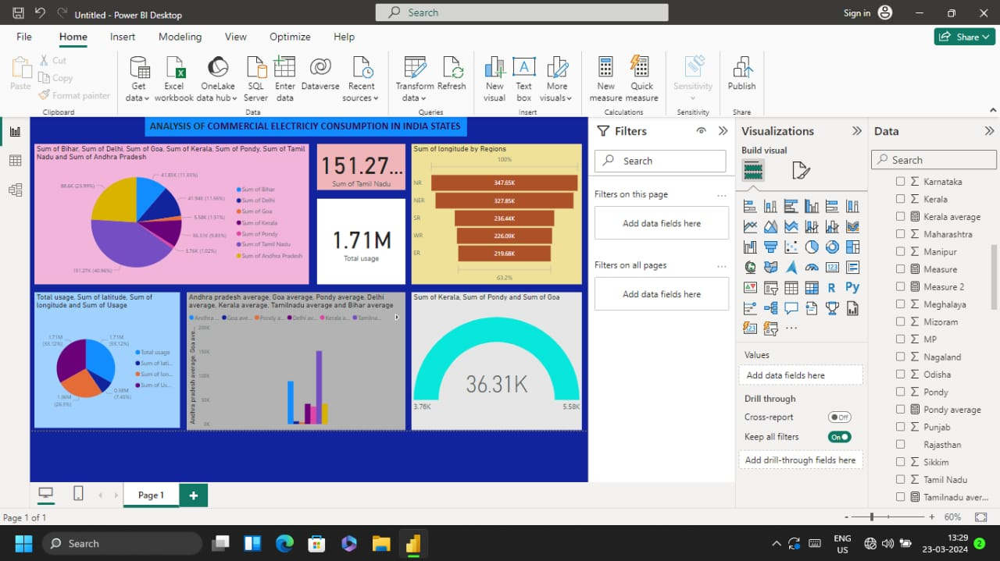 Untitled - Power BI Desktop
Search
Sign in
File
Home
Insert
Modeling
View
Optimize
Help
Share
Paste
Cut
Copy
Format painter
Clipboard
Get data
Excel workbook
OneLake data hub
SQL Server
Enter data
Dataverse
Recent sources
Data
Transform data
Refresh
Queries
New visual
Text box
More visuals
Insert
New measure
Quick measure
Calculations
Sensitivity
Sensitivity
Publish
Share
ANALYSIS OF COMMERCIAL ELECTRICIY CONSUMPTION IN INDIA STATES
Sum of Bihar, Sum of Delhi, Sum of Goa, Sum of Kerala, Sum of Pondy, Sum of Tamil
Nadu and Sum of Andhra Pradesh
41.94K (11.36%)
5.58K (1.51%)
3.76K (1.02%)
151.27K (40.96%)
88.6K (23.99%)
Sum of Bihar
Sum of Delhi
Sum of Goa
Sum of Kerala
Sum of Pondy
Sum of Tamil Nadu
Sum of Andhra Pradesh
151.27...
Sum of Tamil Nadu
1.71M
Total usage
Sum of longitude by Regions
100%
NR
347.65K
NER
327.85K
SR
236.44K
WR
226.09K
ER
219.68K
63.2%
Total usage, Sum of latitude, Sum of
longitude and Sum of Usage
1.71M
(33.12%)
1.71M
(33.12%)
0.38M
(7.45%)
Total usage
Sum of lati...
Sum of lon...
Sum of Us...
Andhra pradesh average, Goa average, Pondy average, Delhi
average, Kerala average, Tamilnadu average and Bihar average
Andhra ...
Goa ave...
Pondy a...
Delhi av...
Kerala a...
Tamilna...
Andhra pradesh average, Goa ave...
200K
150K
100K
50K
0K
Sum of Kerala, Sum of Pondy and Sum of Goa
36.31K
3.76K
5.58K
Filters
Search
Filters on this page
...
Add data fields here
Filters on all pages
...
Add data fields here
Visualizations
Build visual
123
R
Py
123
...
Values
Add data fields here
Drill through
Cross-report
Off
Keep all filters
On
Add drill-through fields here
Data
Search
Karnataka
Kerala
Kerala average
Maharashtra
Manipur
Measure
Measure 2
Meghalaya
Mizoram
MP
Nagaland
Odisha
Pondy
Pondy average
Punjab
Rajasthan
Sikkim
Tamil Nadu
Tamilnadu aver...
Page 1
+
Page 1 of 1
-
+
60%
Search
ENG
US
13:29
23-03-2024
2